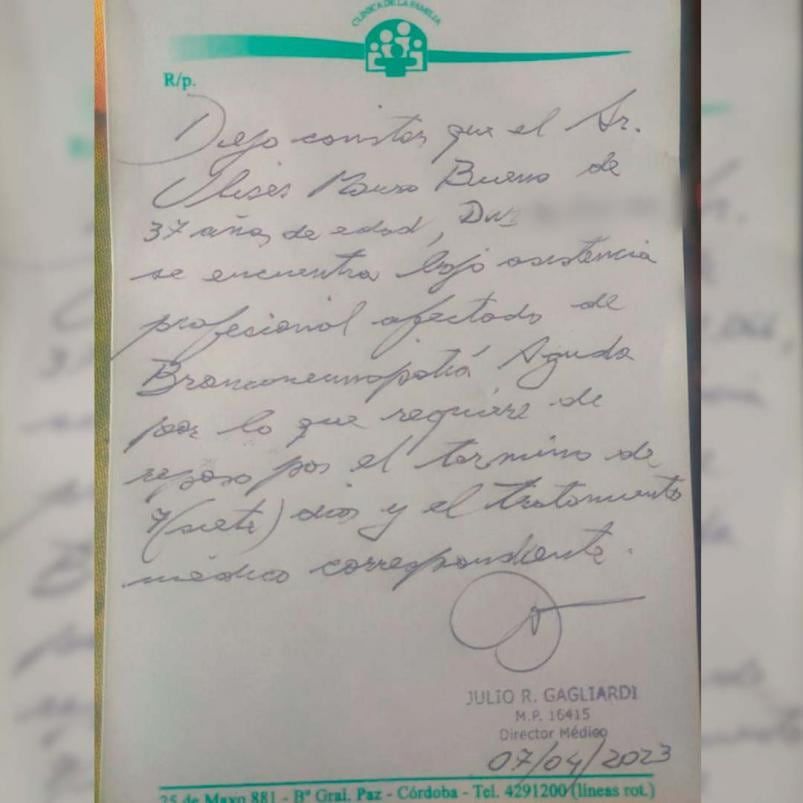 CLINICA DE LA FAMILIA
R/p.
Dejo constar que el Sr.
Ulises Mauro Bueno de
37 años de edad, Du
se encuentra bajo asistencia
profesional afectado de
Bronconeumopatía Aguda
por lo que requiere de
reposo por el termino de
7 (siete) dias y el tratamiento
médico correspondiente.
JULIO R. GAGLIARDI
M.P. 16415
Director Médico
07/04/2023
25 de Mayo 881 - Bº Gral. Paz - Córdoba - Tel. 4291200 (líneas rot.)